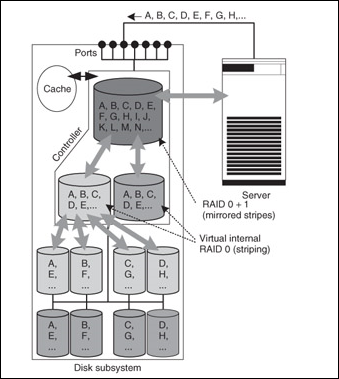 A, B, C, D, E, F, G, H,...
Ports
Cache
Controller
A, B, C, D, E,
F, G, H, I, J,
K, L, M, N,...
Server
RAID 0 + 1
(mirrored stripes)
A, B, C,
D, E,...
A, B, C,
D, E,...
Virtual internal
RAID 0 (striping)
A,
E,
...
B,
F,
...
C,
G,
...
D,
H,
...
A,
E,
...
B,
F,
...
C,
G,
...
D,
H,
...
Disk subsystem